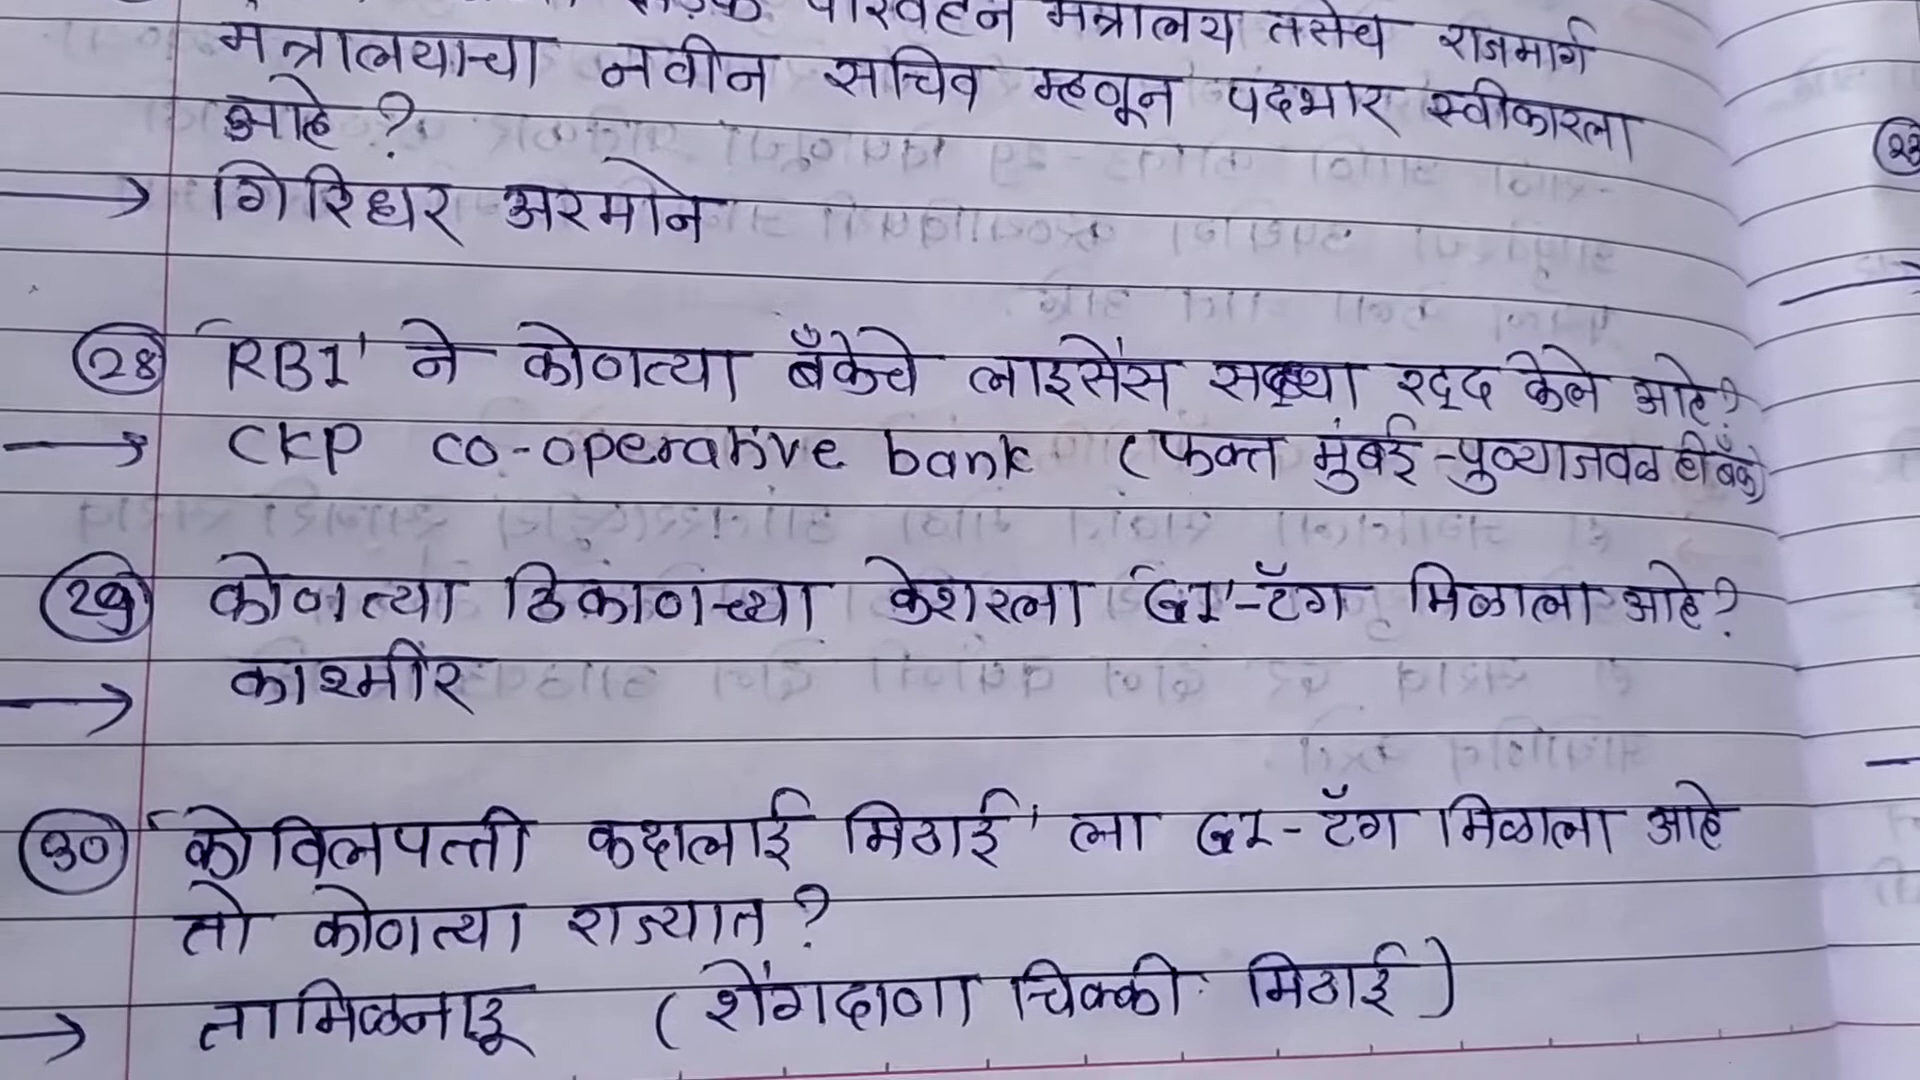 परिवहन मंत्रालय तसेच राजमार्ग
मंत्रालयाचा नवीन सचिव म्हणून पदभार स्वीकारला
आहे ?
→ गिरिधर अरमाने
28 'RBI' ने कोणत्या बँकेचे लाइसेंस सध्या रद्द केले आहे?
→ CKP co-operative bank (फक्त मुंबई-पुण्याजवळ ही बँक)
29 कोणत्या ठिकाणच्या केशरला 'GI'-टॅग मिळाला आहे?
→ काश्मीर
30 'कोविलपत्ती कदालाई मिठाई' ला GI-टॅग मिळाला आहे
तो कोणत्या राज्यात ?
→ तामिळनाडू (शेंगदाणा चिक्की मिठाई)